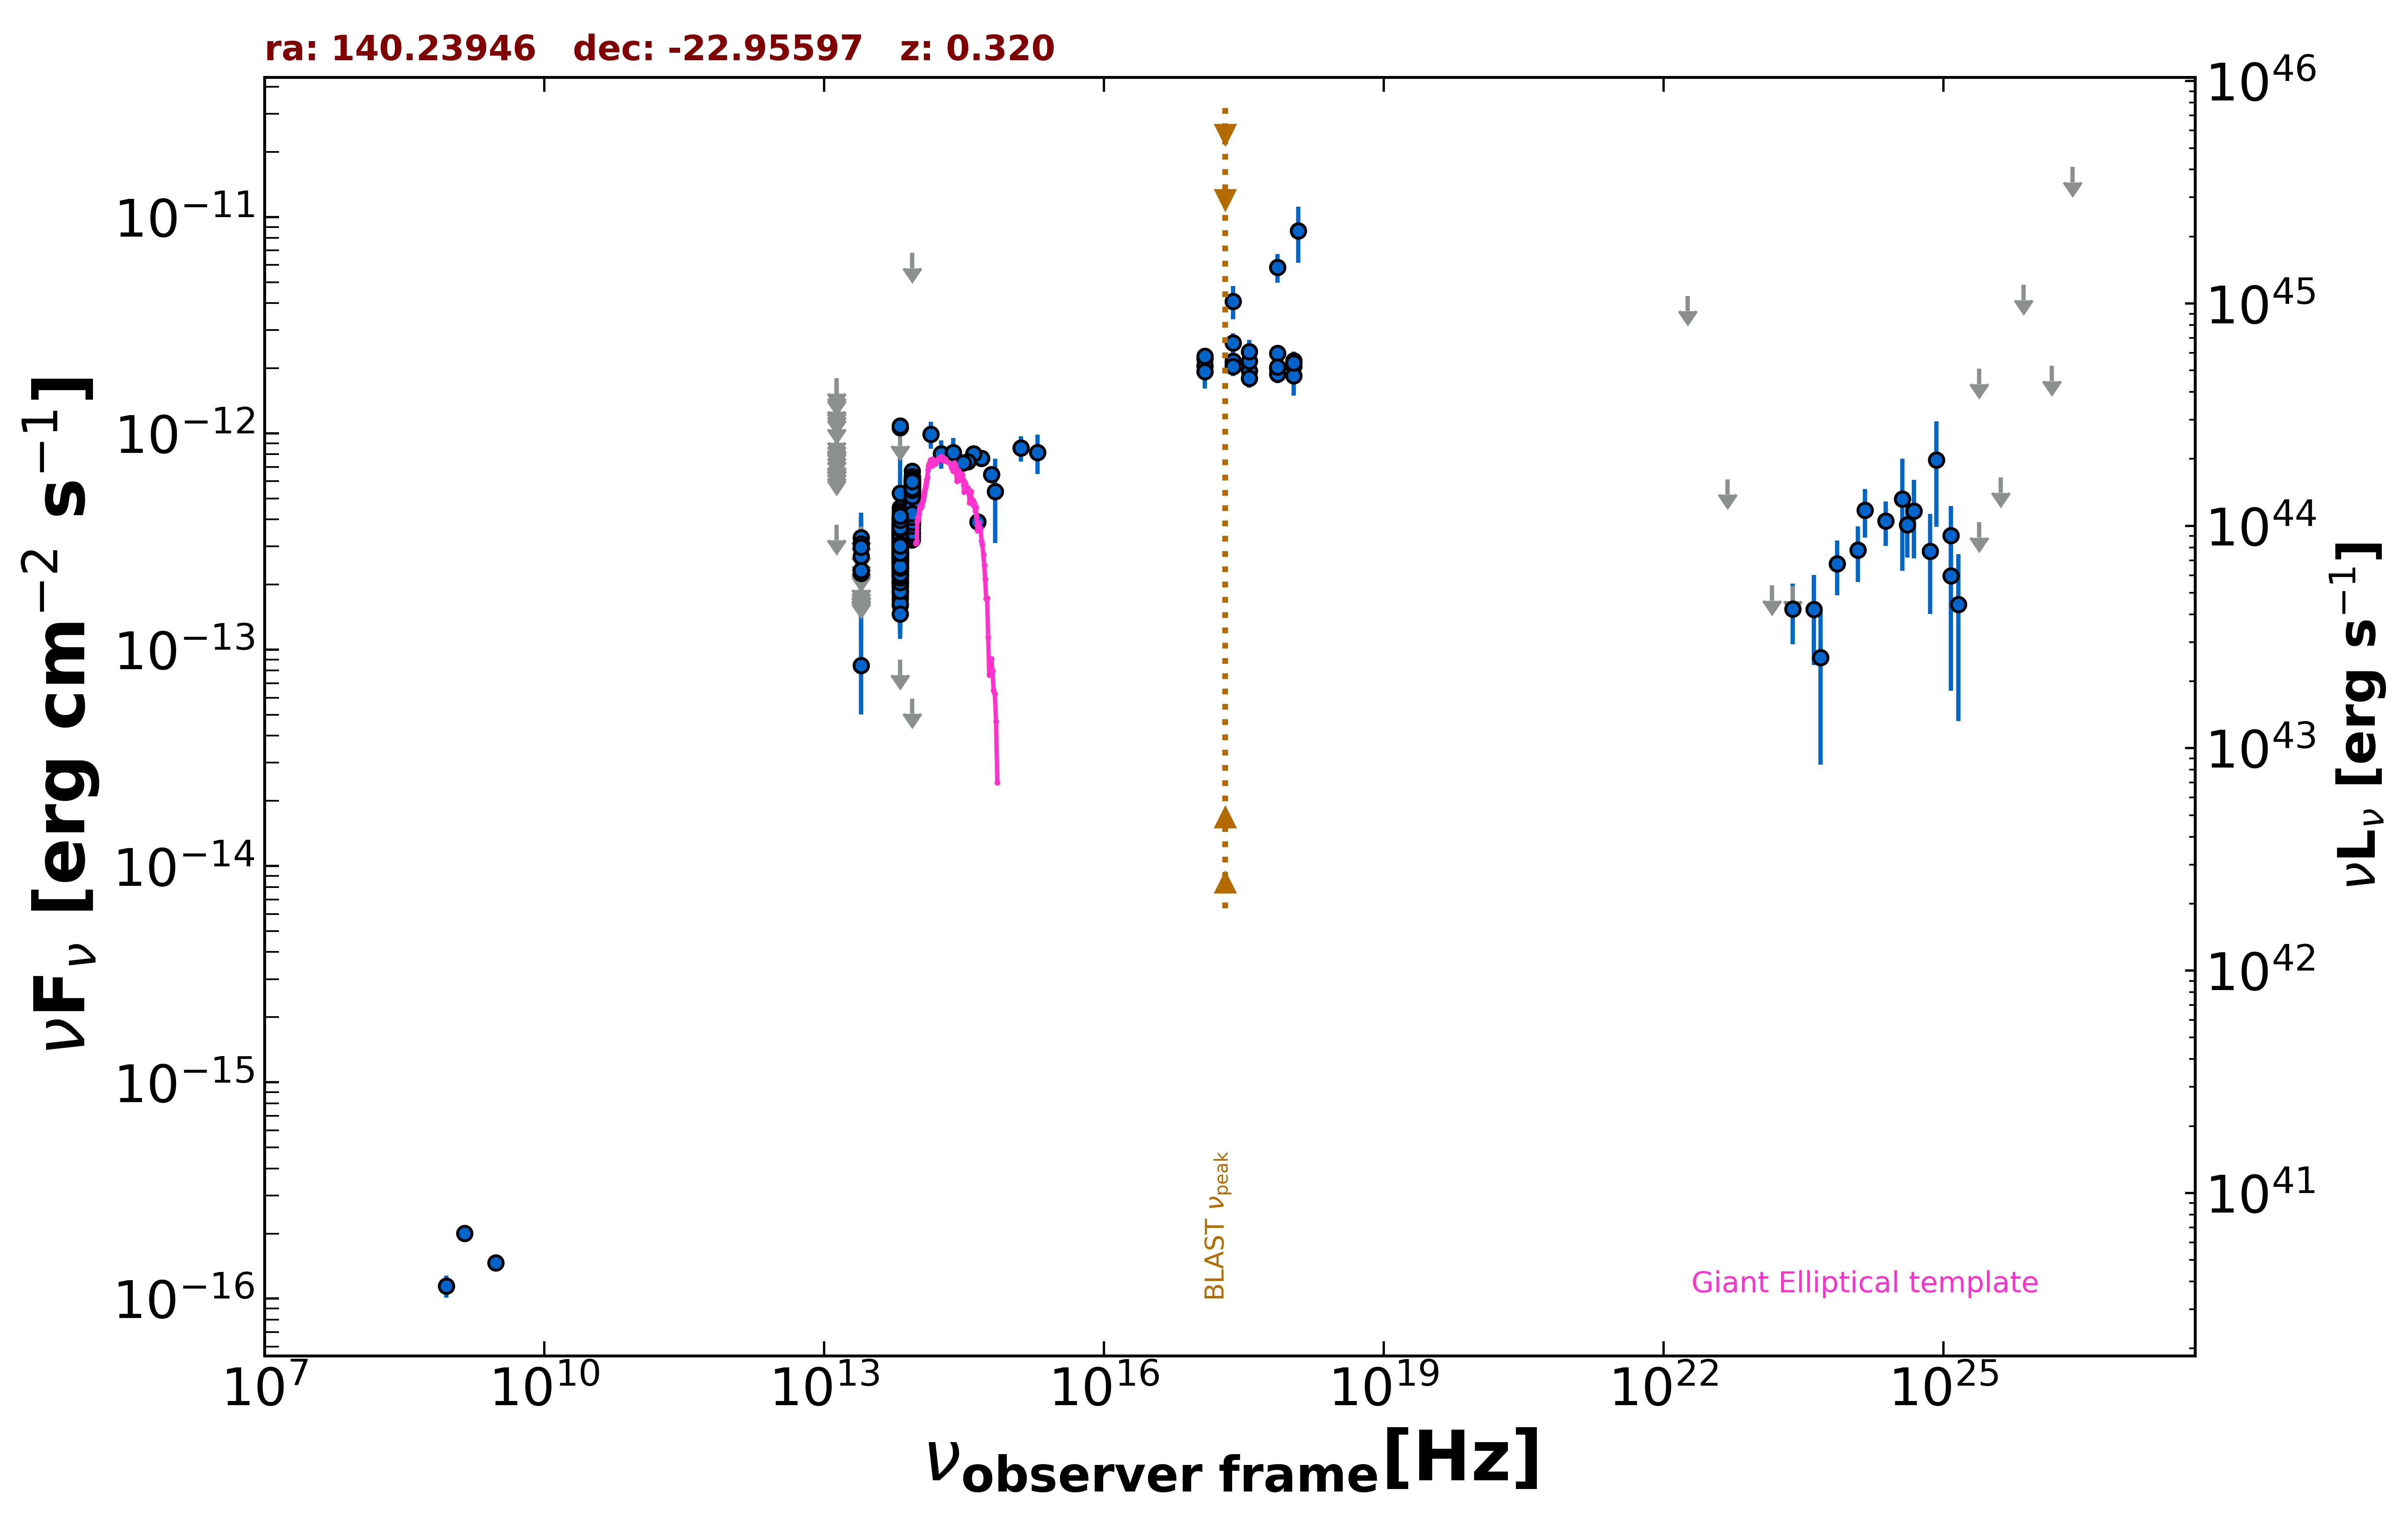 ra: 140.23946 dec: -22.95597 z: 0.320
νFν [erg cm⁻² s⁻¹]
10⁻¹¹
10⁻¹²
10⁻¹³
10⁻¹⁴
10⁻¹⁵
10⁻¹⁶
10⁴⁶
10⁴⁵
10⁴⁴
10⁴³
10⁴²
10⁴¹
νLν [erg s⁻¹]
BLAST νpeak
Giant Elliptical template
10⁷ 10¹⁰ 10¹³ 10¹⁶ 10¹⁹ 10²² 10²⁵
νobserver frame[Hz]